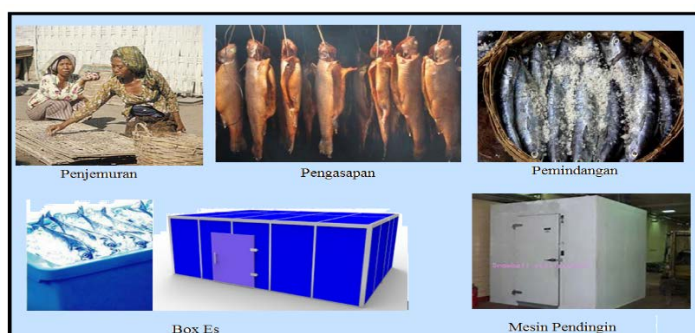 Penjemuran
Pengasapan
Pemindangan
Box Es
Mesin Pendingin